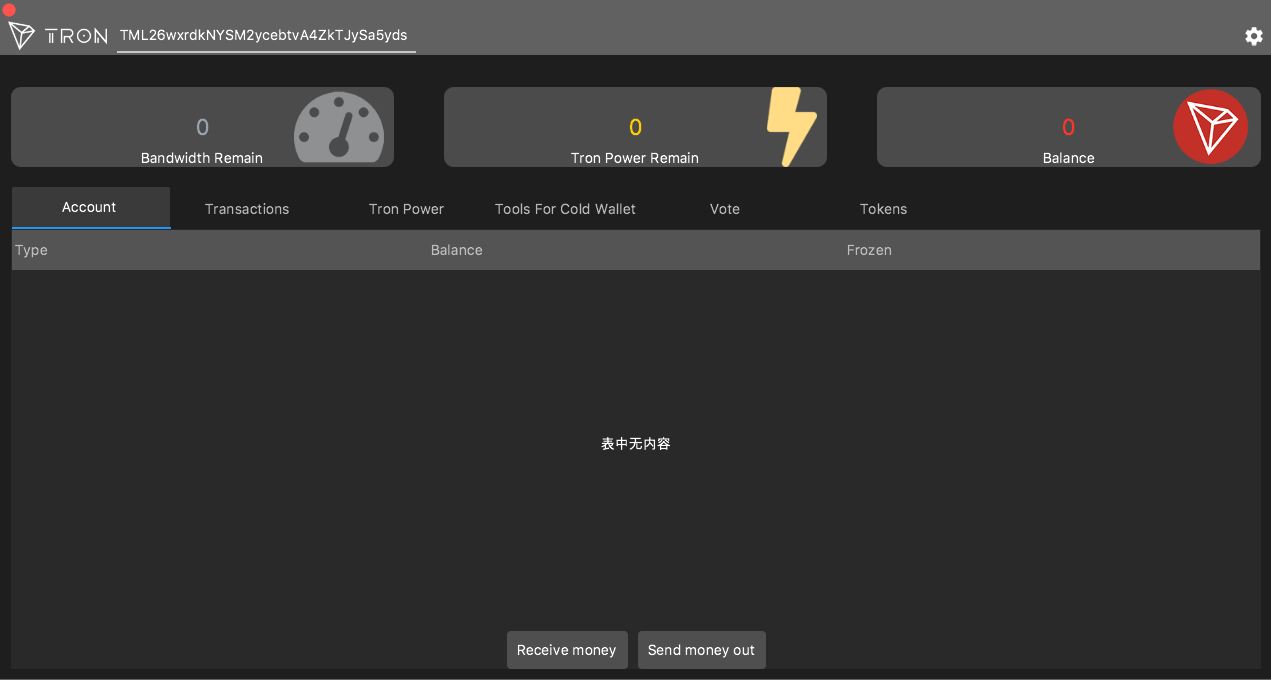 TRON TML26wxrdkNYSM2ycebtvA4ZkTJySa5yds
0
Bandwidth Remain
0
Tron Power Remain
0
Balance
Account Transactions Tron Power Tools For Cold Wallet Vote Tokens
Type Balance Frozen
表中无内容
Receive money Send money out